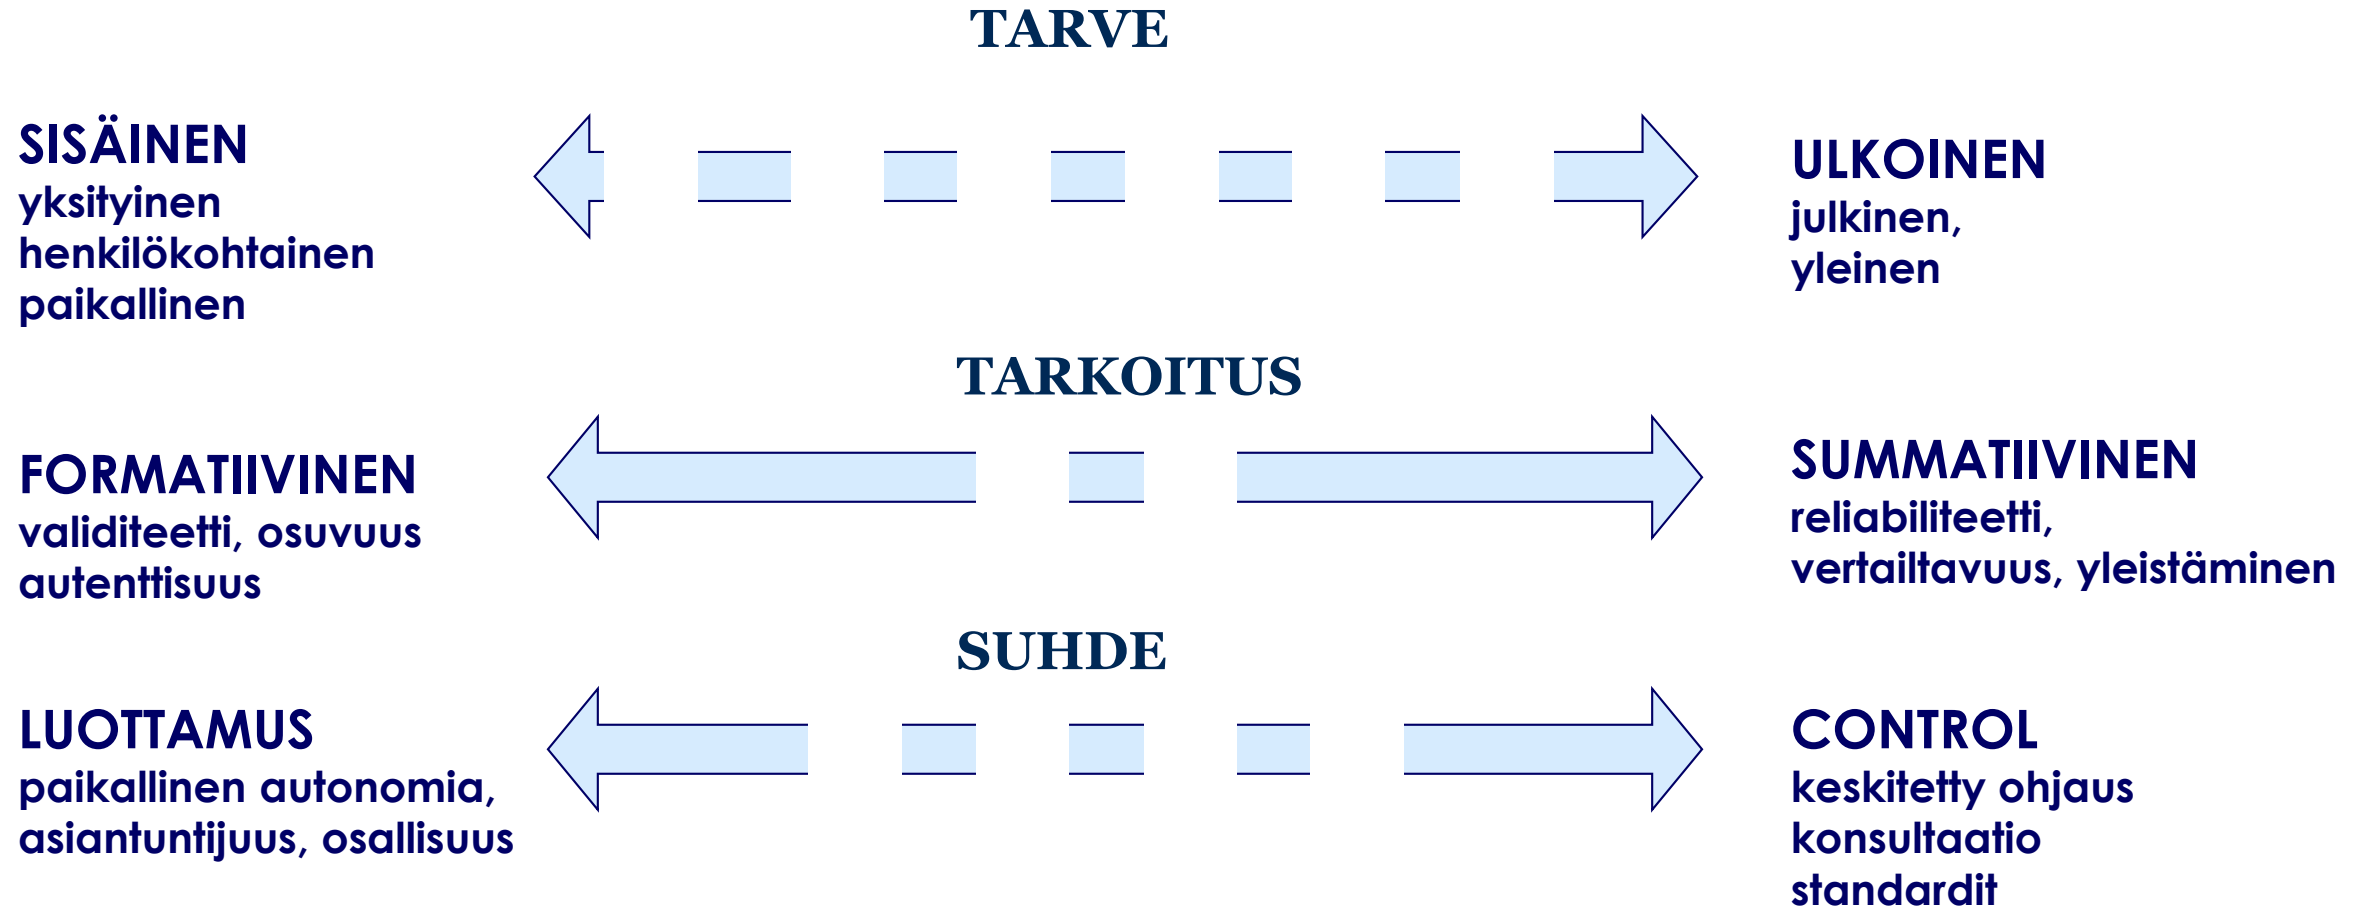 TARVE
SISÄINEN
yksityinen
henkilökohtainen
paikallinen
ULKOINEN
julkinen,
yleinen
TARKOITUS
FORMATIIVINEN
validiteetti, osuvuus
autenttisuus
SUMMATIIVINEN
reliabiliteetti,
vertailtavuus, yleistäminen
SUHDE
LUOTTAMUS
paikallinen autonomia,
asiantuntijuus, osallisuus
CONTROL
keskitetty ohjaus
konsultaatio
standardit